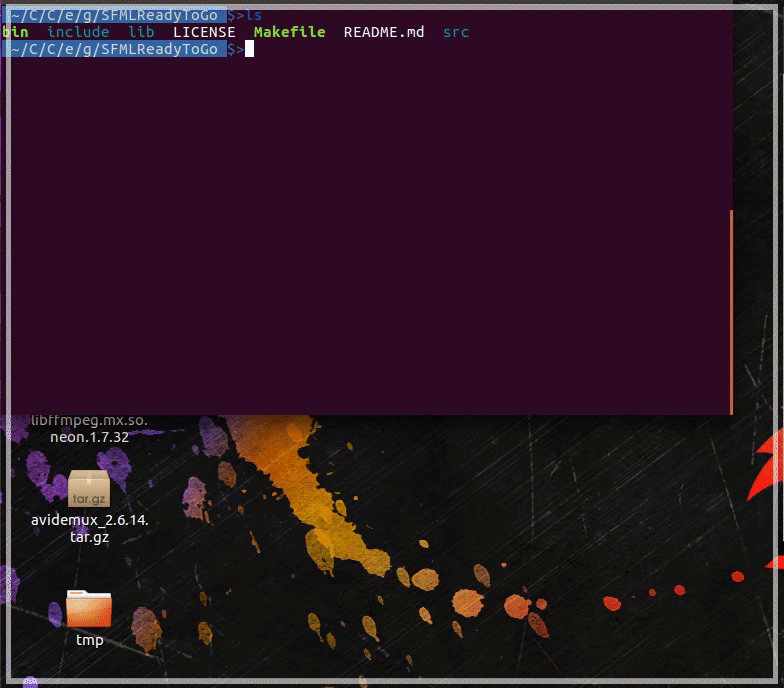 ~/C/C/e/g/SFMLReadyToGo $>ls
bin include lib LICENSE Makefile README.md src
~/C/C/e/g/SFMLReadyToGo $>
libffmpeg.mx.so.
neon.1.7.32
tar.gz
avidemux_2.6.14.
tar.gz
tmp